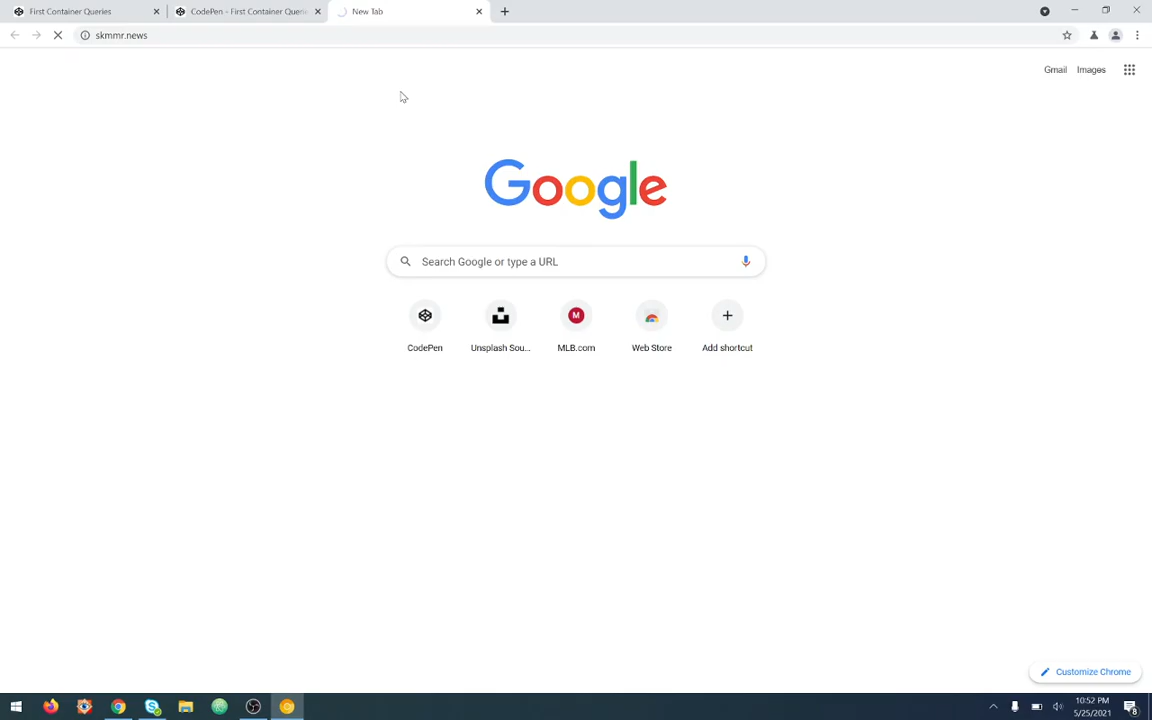 First Container Queries
CodePen - First Container Queri
New Tab
skmmr.news
Gmail Images
Google
Search Google or type a URL
M
CodePen
Unsplash Sou...
MLB.com
Web Store
Add shortcut
Customize Chrome
10:52 PM
5/25/2021
8